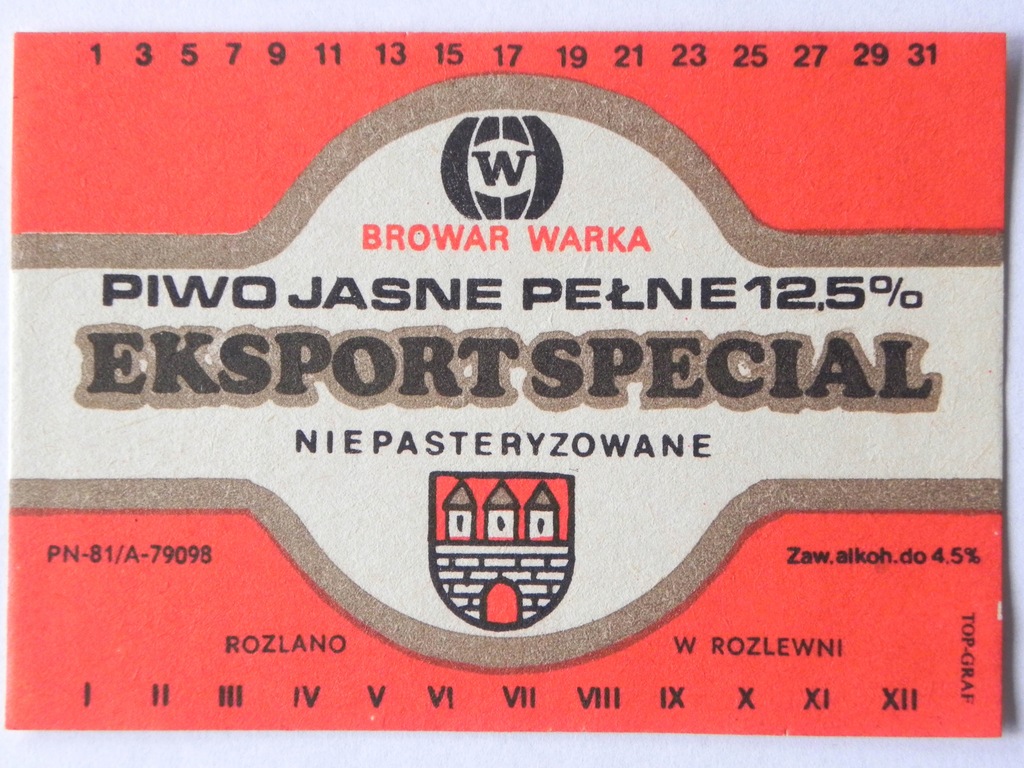 1 3 5 7 9 11 13 15 17 19 21 23 25 27 29 31
W
BROWAR WARKA
PIWO JASNE PEŁNE 12,5%
EKSPORT SPECIAL
NIEPASTERYZOWANE
PN-81/A-79098
Zaw. alkoh. do 4.5%
ROZLANO W ROZLEWNI
TOP-GRAF
I II III IV V VI VII VIII IX X XI XII